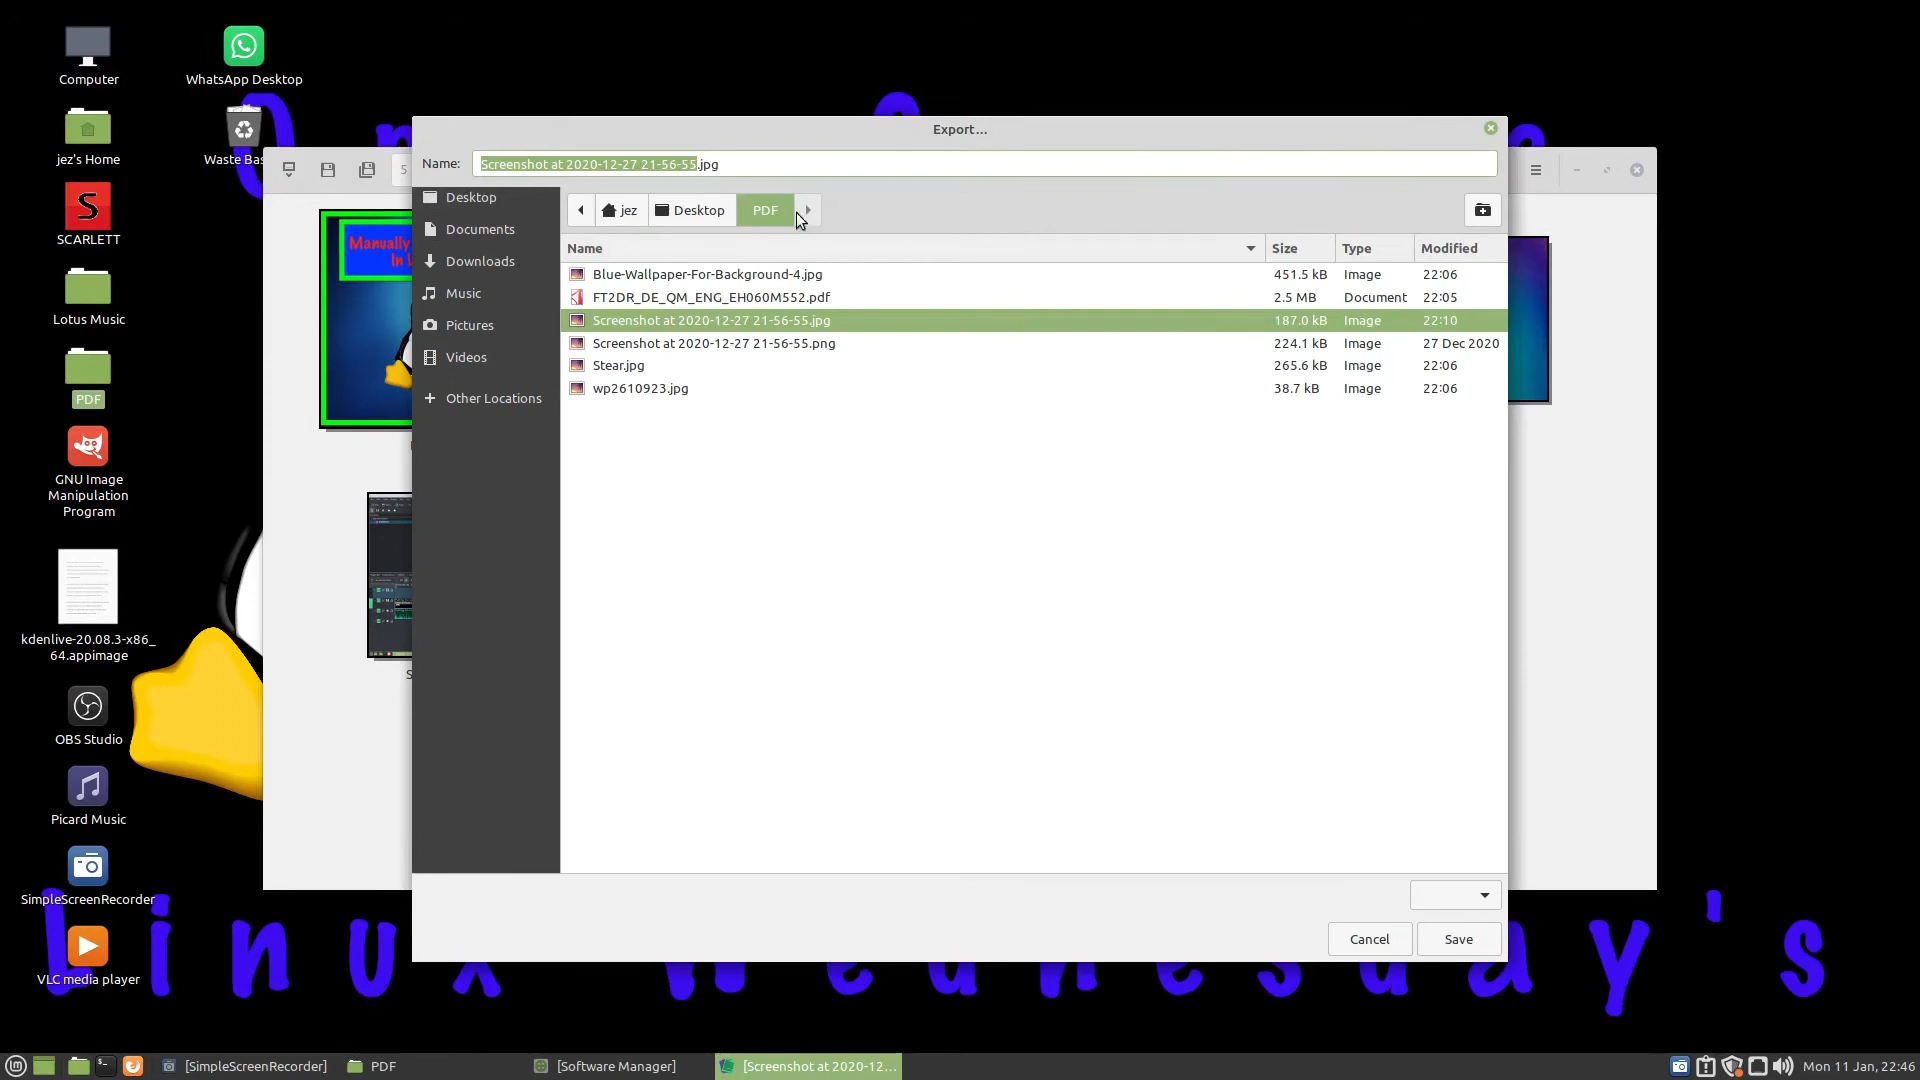 Computer
WhatsApp Desktop
jez's Home
Waste Bas
SCARLETT
Lotus Music
PDF
GNU Image
Manipulation
Program
kdenlive-20.08.3-x86_
64.appimage
OBS Studio
Picard Music
SimpleScreenRecorder
VLC media player
Manually
In L
Export...
Name: Screenshot at 2020-12-27 21-56-55.jpg
Desktop
Documents
Downloads
Music
Pictures
Videos
Other Locations
jez Desktop PDF
Name Size Type Modified
Blue-Wallpaper-For-Background-4.jpg 451.5 kB Image 22:06
FT2DR_DE_QM_ENG_EH060M552.pdf 2.5 MB Document 22:05
Screenshot at 2020-12-27 21-56-55.jpg 187.0 kB Image 22:10
Screenshot at 2020-12-27 21-56-55.png 224.1 kB Image 27 Dec 2020
Stear.jpg 265.6 kB Image 22:06
wp2610923.jpg 38.7 kB Image 22:06
Cancel Save
Linux Wednesday's
[SimpleScreenRecorder] PDF [Software Manager] [Screenshot at 2020-12... Mon 11 Jan, 22:46